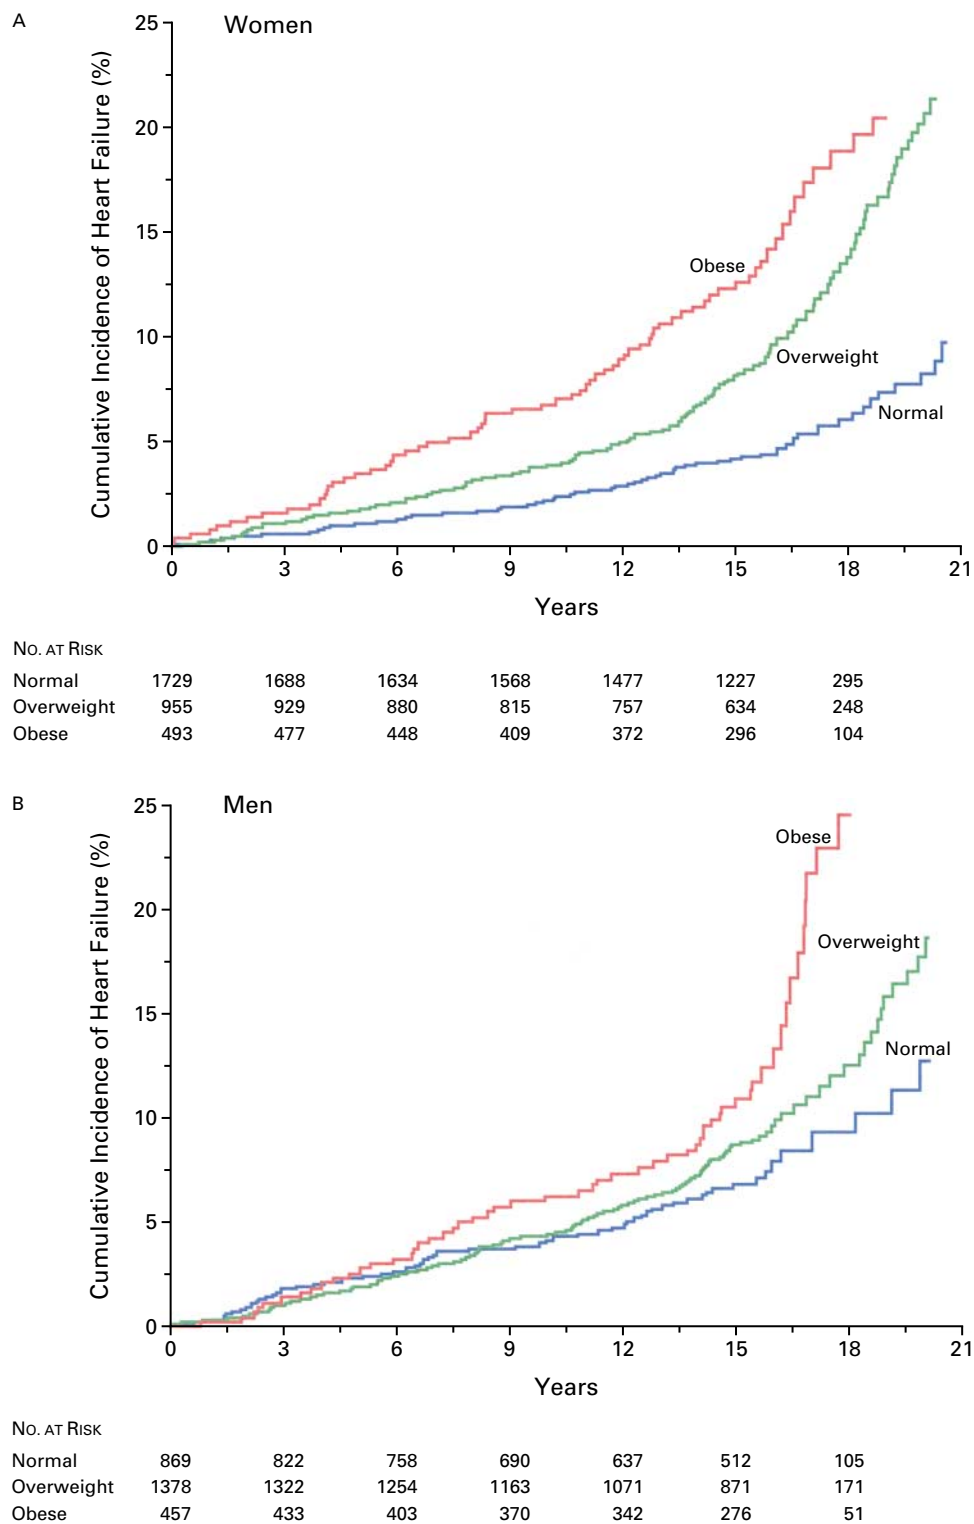 A
Women
25
20
15
10
5
0
Cumulative Incidence of Heart Failure (%)
Obese
Overweight
Normal
0 3 6 9 12 15 18 21
Years
NO. AT RISK
Normal 1729 1688 1634 1568 1477 1227 295
Overweight 955 929 880 815 757 634 248
Obese 493 477 448 409 372 296 104
B
Men
25
20
15
10
5
0
Cumulative Incidence of Heart Failure (%)
Obese
Overweight
Normal
0 3 6 9 12 15 18 21
Years
NO. AT RISK
Normal 869 822 758 690 637 512 105
Overweight 1378 1322 1254 1163 1071 871 171
Obese 457 433 403 370 342 276 51